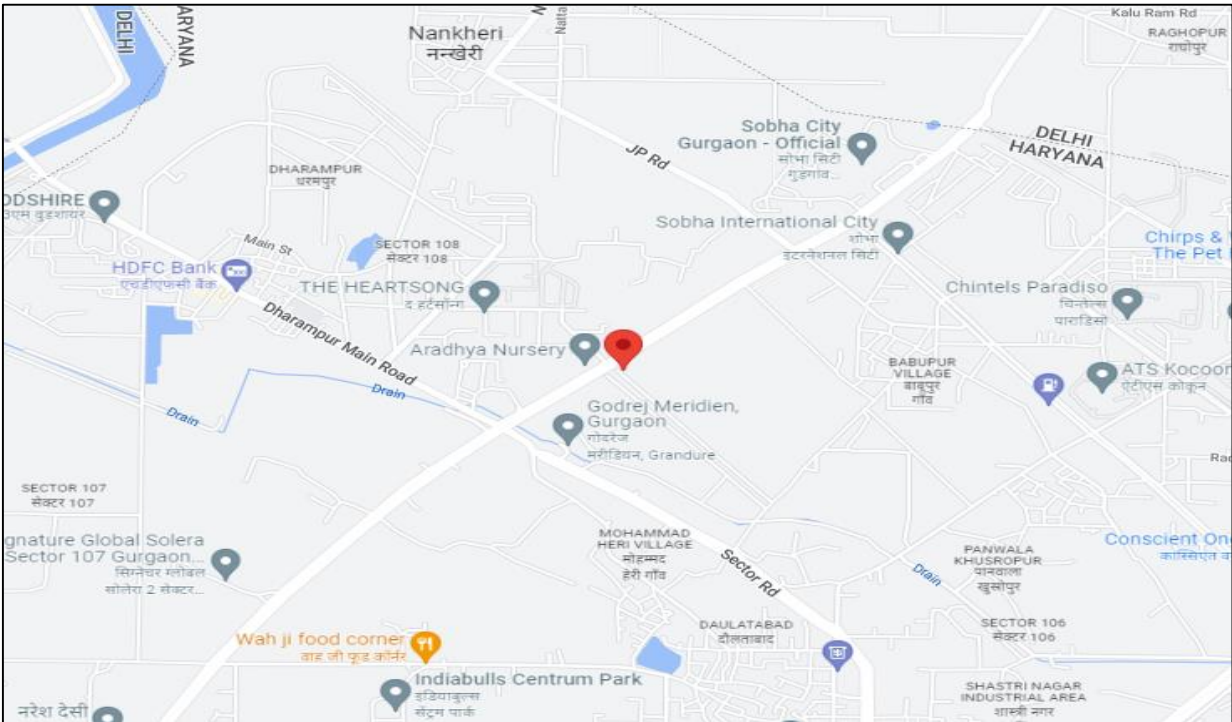 Kalu Ram Rd
RAGHOPUR
राघोपुर
DELHI
Nankheri
नन्खेरी
DELHI
HARYANA
Sobha City
Gurgaon - Official
सोभा सिटी
गुड़गांव...
JP Rd
DHARAMPUR
धरमपुर
ODSHIRE
Sobha International City
शोभा
इंटरनेशनल सिटी
Main St
SECTOR 108
सेक्टर 108
Chirps &
The Pet
HDFC Bank
एचडीएफसी बैंक
THE HEARTSONG
द हर्टसॉन्ग
Chintels Paradiso
चिन्तेल्स
पाराडिसो
Dharampur Main Road
Aradhya Nursery
BABUPUR
VILLAGE
बाबूपुर
गाँव
ATS Kocoon
एटीएस कोकून
Drain
Drain
Godrej Meridien,
Gurgaon
गोदरेज
मेरीडियन, Grandure
SECTOR 107
सेक्टर 107
gnature Global Solera
Sector 107 Gurgaon...
सिग्नेचर ग्लोबल
सोलेरा 2 सेक्टर...
MOHAMMAD
HERI VILLAGE
मोहम्मद
हेरी गाँव
Sector Rd
PANWALA
KHUSROPUR
पानवाला
खुसरोपुर
Conscient On
Drain
Wah ji food corner
वाह जी फूड कॉर्नर
DAULATABAD
दौलताबाद
SECTOR 106
सेक्टर 106
Indiabulls Centrum Park
इंडियाबुल्स
सेंट्रम पार्क
SHASTRI NAGAR
INDUSTRIAL AREA
शास्त्री नगर
नरेश देसी